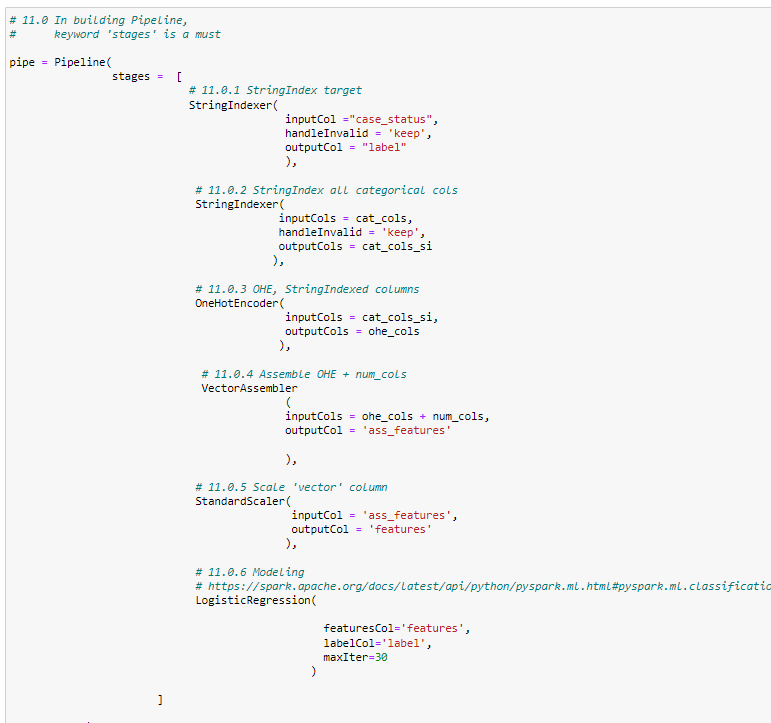 # 11.0 In building Pipeline,
#      keyword 'stages' is a must
pipe = Pipeline(
stages =  [
# 11.0.1 StringIndex target
StringIndexer(
inputCol ="case_status",
handleInvalid = 'keep',
outputCol = "label"
),
# 11.0.2 StringIndex all categorical cols
StringIndexer(
inputCols = cat_cols,
handleInvalid = 'keep',
outputCols = cat_cols_si
),
# 11.0.3 OHE, StringIndexed columns
OneHotEncoder(
inputCols = cat_cols_si,
outputCols = ohe_cols
),
# 11.0.4 Assemble OHE + num_cols
VectorAssembler
(
inputCols = ohe_cols + num_cols,
outputCol = 'ass_features'
),
# 11.0.5 Scale 'vector' column
StandardScaler(
inputCol = 'ass_features',
outputCol = 'features'
),
# 11.0.6 Modeling
# https://spark.apache.org/docs/latest/api/python/pyspark.ml.html#pyspark.ml.classificatio
LogisticRegression(
featuresCol='features',
labelCol='label',
maxIter=30
)
]